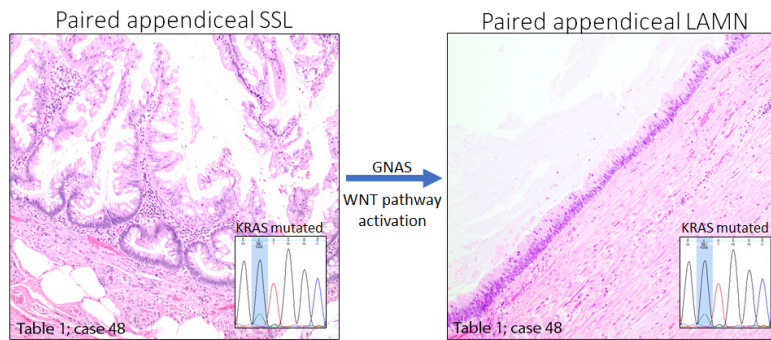 Paired appendiceal SSL
Paired appendiceal LAMN
GNAS
WNT pathway
activation
KRAS mutated
KRAS mutated
Table 1; case 48
Table 1; case 48